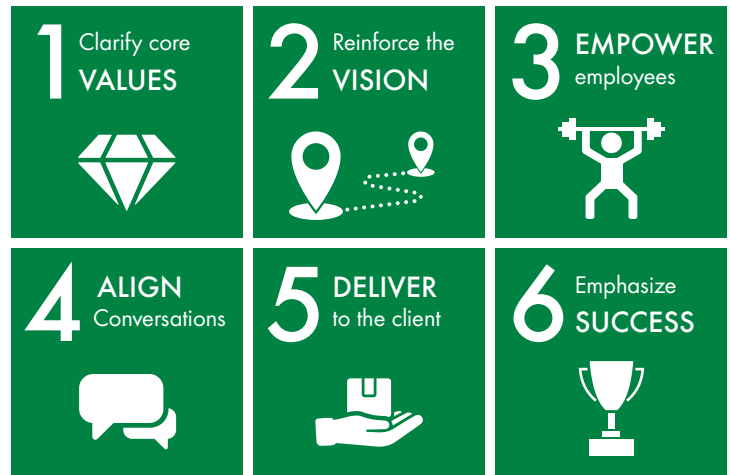 1
Clarify core
VALUES
2
Reinforce the
VISION
3
EMPOWER
employees
4
ALIGN
Conversations
5
DELIVER
to the client
6
Emphasize
SUCCESS